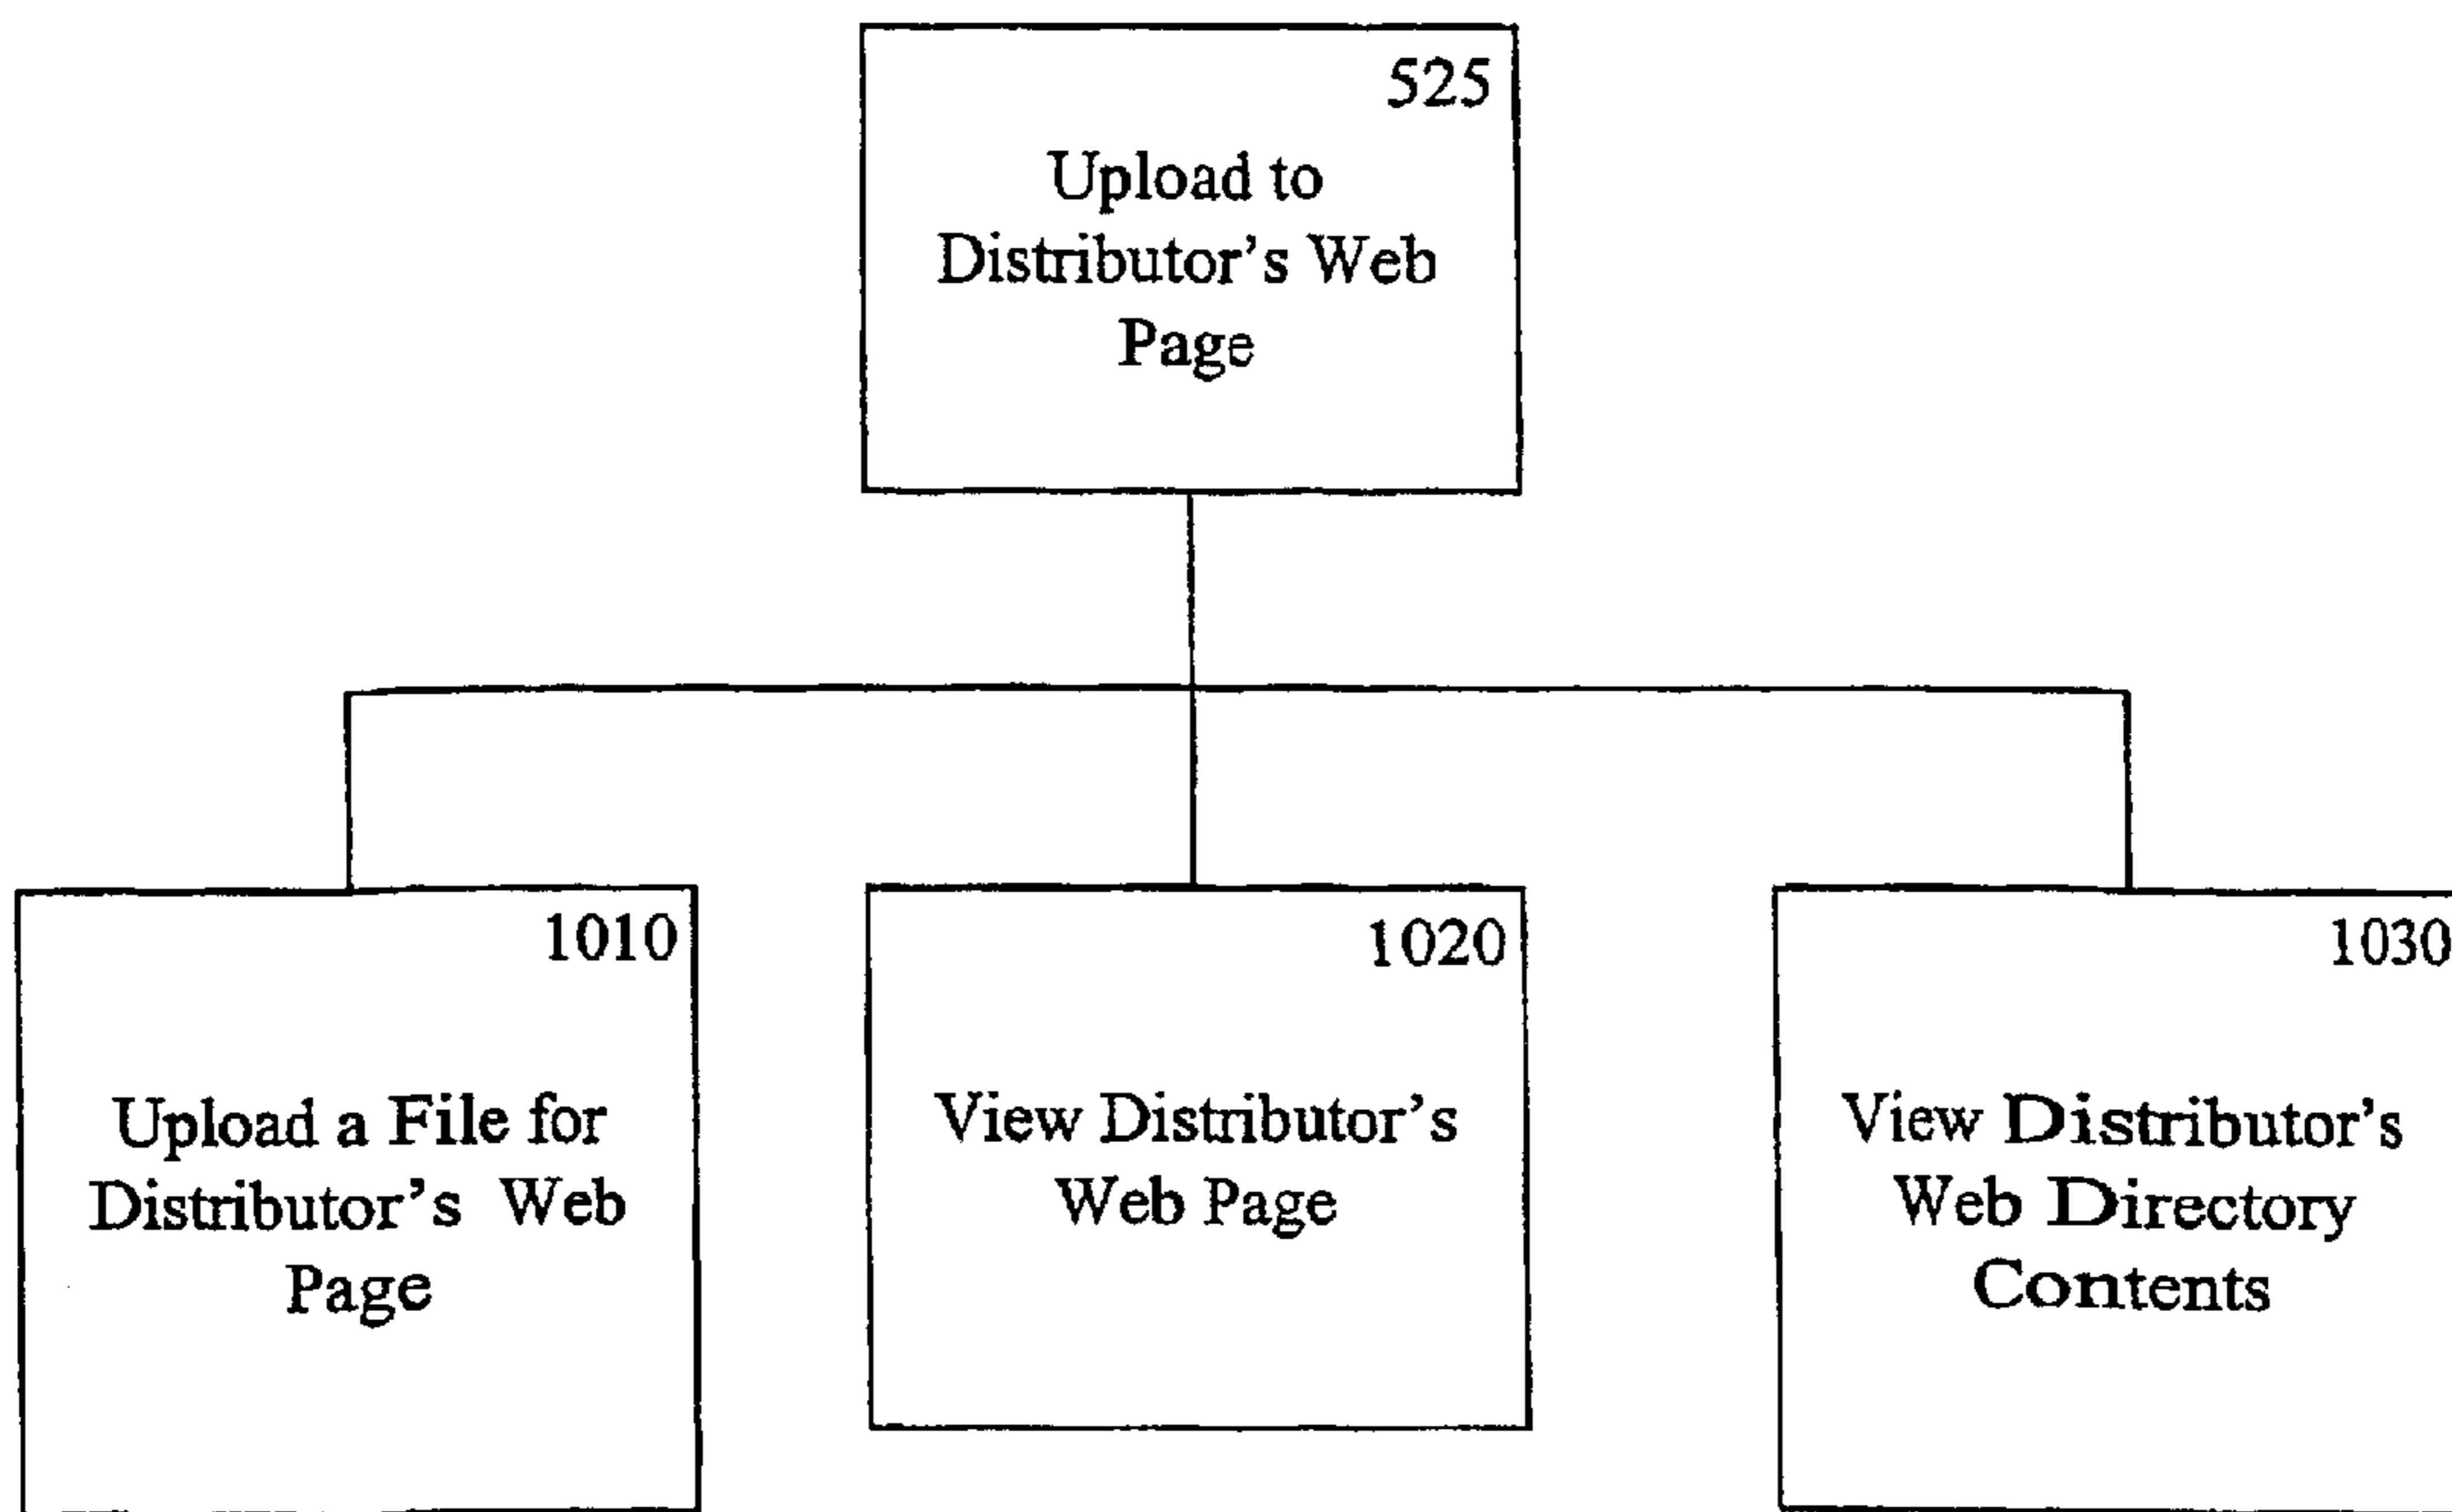 525
Upload to
Distributor's Web
Page
1010
Upload a File for
Distributor's Web
Page
1020
View Distributor's
Web Page
1030
View Distributor's
Web Directory
Contents